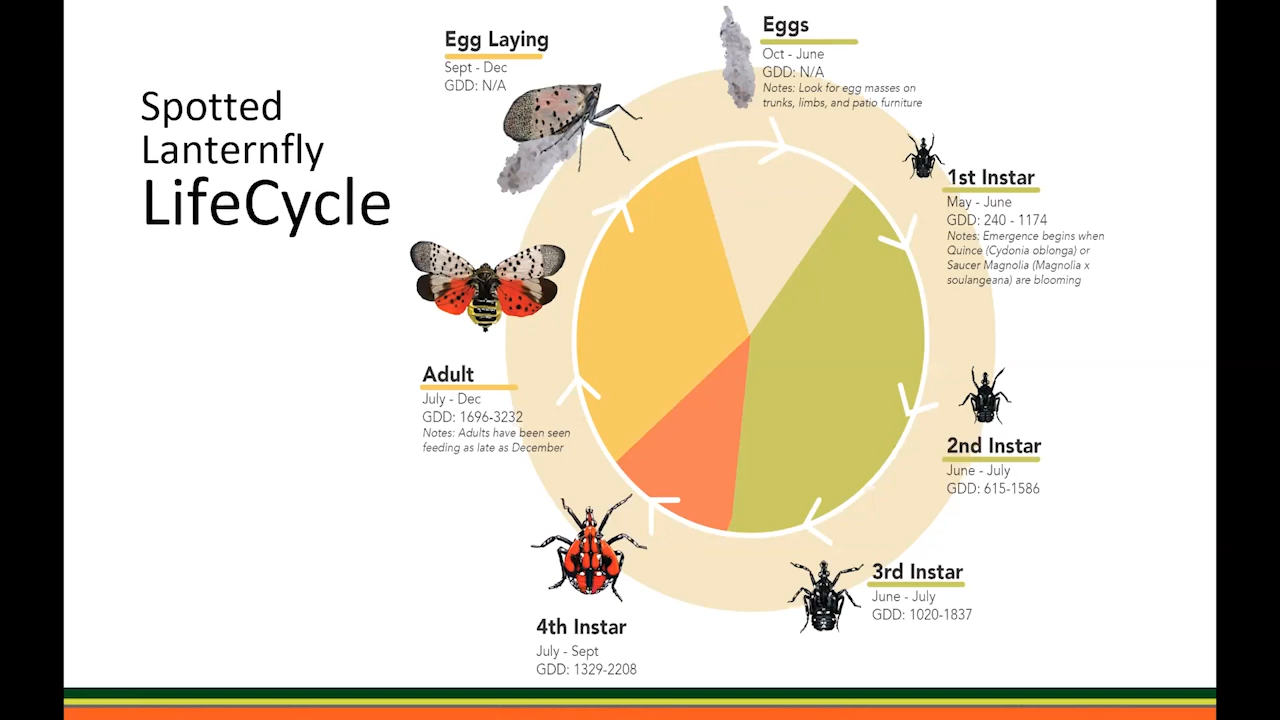 Spotted
Lanternfly
LifeCycle
Egg Laying
Sept - Dec
GDD: N/A
Eggs
Oct - June
GDD: N/A
Notes: Look for egg masses on
trunks, limbs, and patio furniture
1st Instar
May - June
GDD: 240 - 1174
Notes: Emergence begins when
Quince (Cydonia oblonga) or
Saucer Magnolia (Magnolia x
soulangeana) are blooming
2nd Instar
June - July
GDD: 615-1586
3rd Instar
June - July
GDD: 1020-1837
4th Instar
July - Sept
GDD: 1329-2208
Adult
July - Dec
GDD: 1696-3232
Notes: Adults have been seen
feeding as late as December